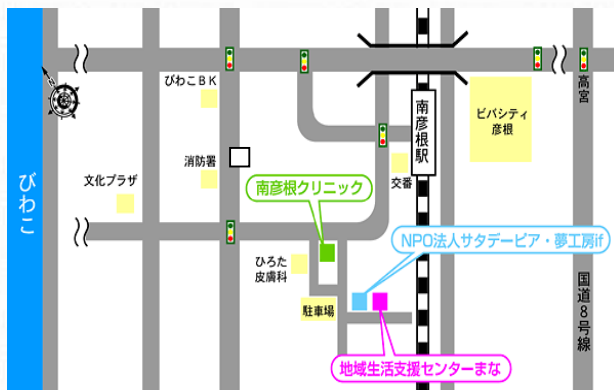 びわこBK
高宮
ビバシティ
彦根
南彦根駅
消防署
交番
文化プラザ
南彦根クリニック
びわこ
NPO法人サタデーピア・夢工房if
ひろた
皮膚科
駐車場
国道8号線
地域生活支援センターまな